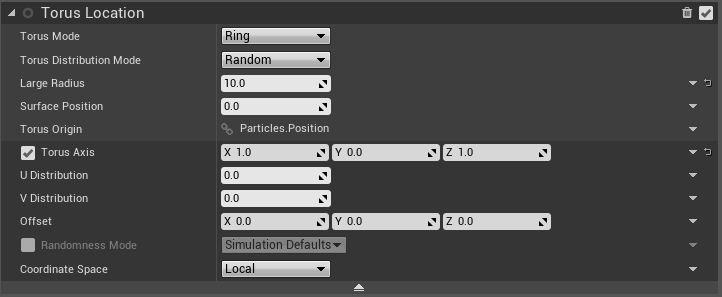 Torus Location
Torus Mode Ring
Torus Distribution Mode Random
Large Radius 10.0
Surface Position 0.0
Torus Origin Particles.Position
Torus Axis X 1.0 Y 0.0 Z 1.0
U Distribution 0.0
V Distribution 0.0
Offset X 0.0 Y 0.0 Z 0.0
Randomness Mode Simulation Defaults
Coordinate Space Local